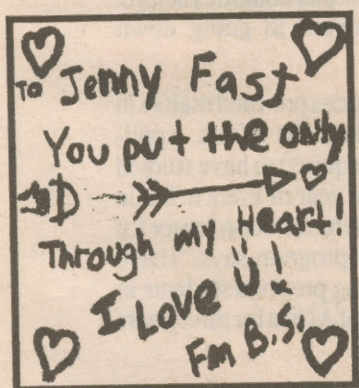 To Jenny Fast
You put the only
Through my Heart!
I Love U!
Fm B.S.